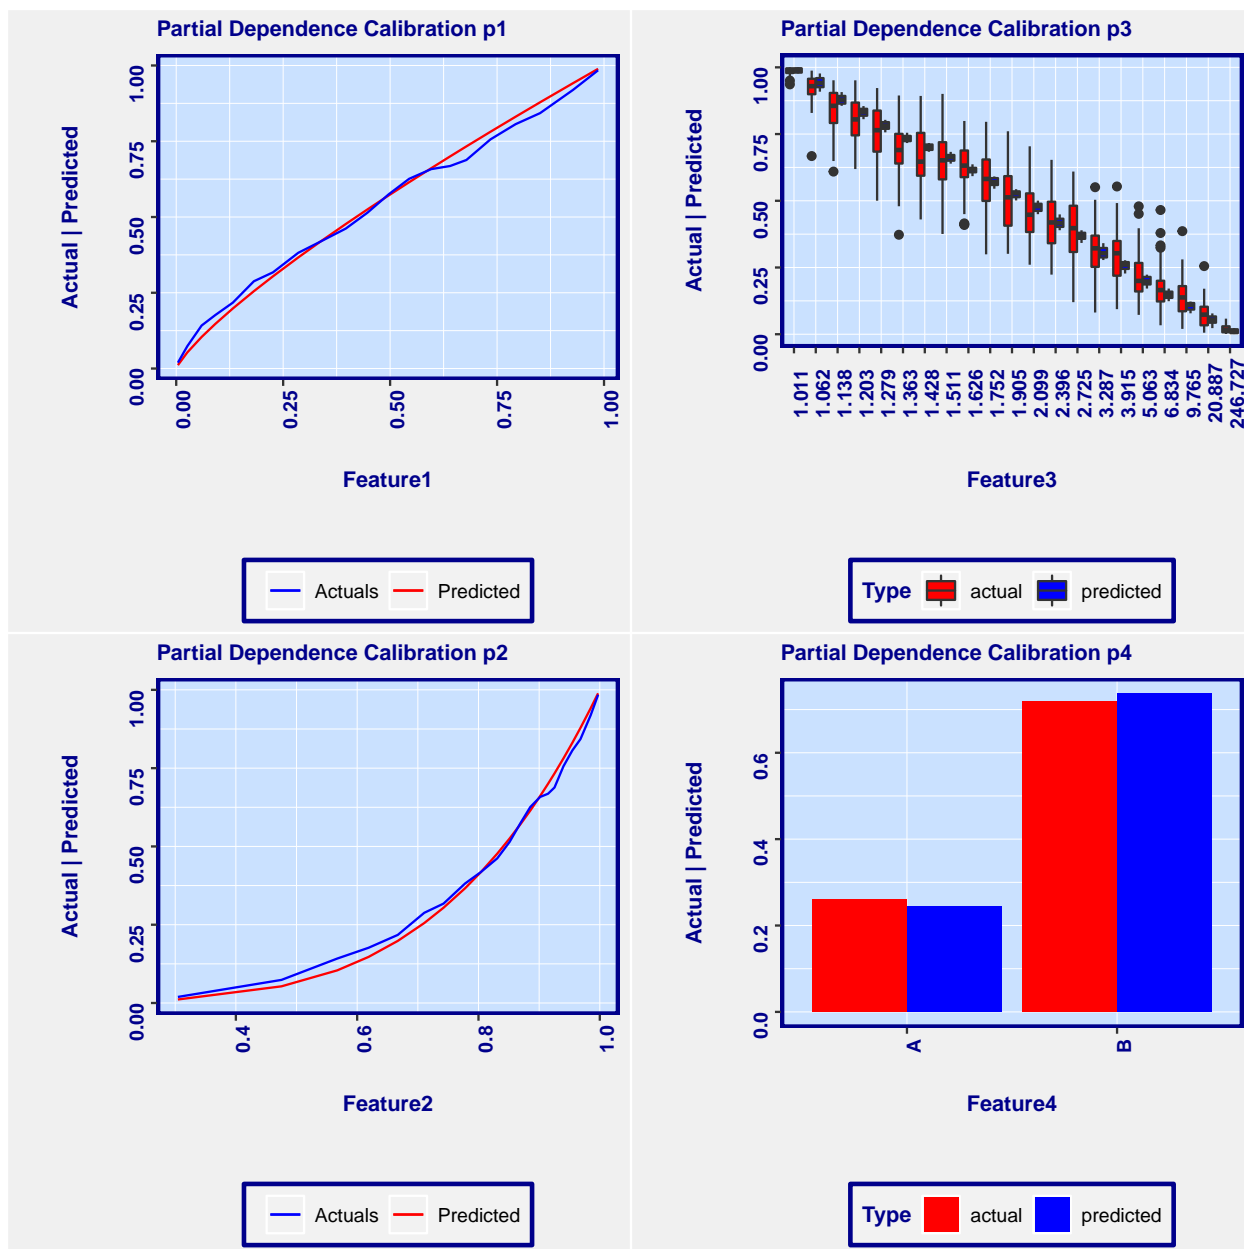 Partial Dependence Calibration p1
Actual | Predicted
1.00
0.75
0.50
0.25
0.00
0.00
0.25
0.50
0.75
1.00
Feature1
Actuals
Predicted
Partial Dependence Calibration p3
Actual | Predicted
1.00
0.75
0.50
0.25
0.00
1.011
1.062
1.138
1.203
1.279
1.363
1.428
1.511
1.626
1.752
1.905
2.099
2.396
2.725
3.287
3.915
5.063
6.834
9.765
20.887
246.727
Feature3
Type
actual
predicted
Partial Dependence Calibration p2
Actual | Predicted
1.00
0.75
0.50
0.25
0.00
0.4
0.6
0.8
1.0
Feature2
Actuals
Predicted
Partial Dependence Calibration p4
Actual | Predicted
0.6
0.4
0.2
0.0
A
B
Feature4
Type
actual
predicted